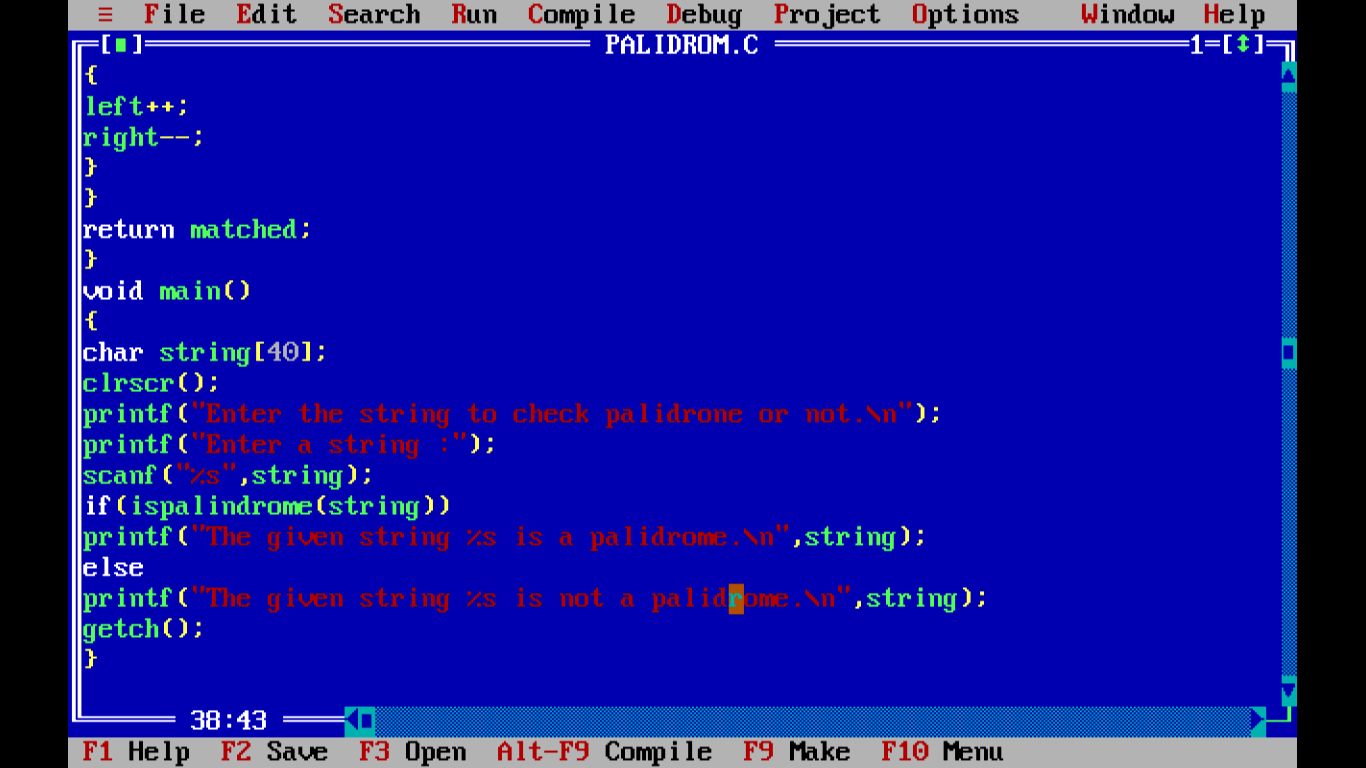 ≡ File Edit Search Run Compile Debug Project Options Window Help
[■] PALIDROM.C 1=[↕]
{
left++;
right--;
}
}
return matched;
}
void main()
{
char string[40];
clrscr();
printf("Enter the string to check palidrone or not.\n");
printf("Enter a string :");
scanf("%s",string);
if(ispalindrome(string))
printf("The given string %s is a palidrome.\n",string);
else
printf("The given string %s is not a palidrome.\n",string);
getch();
}
38:43
F1 Help F2 Save F3 Open Alt-F9 Compile F9 Make F10 Menu